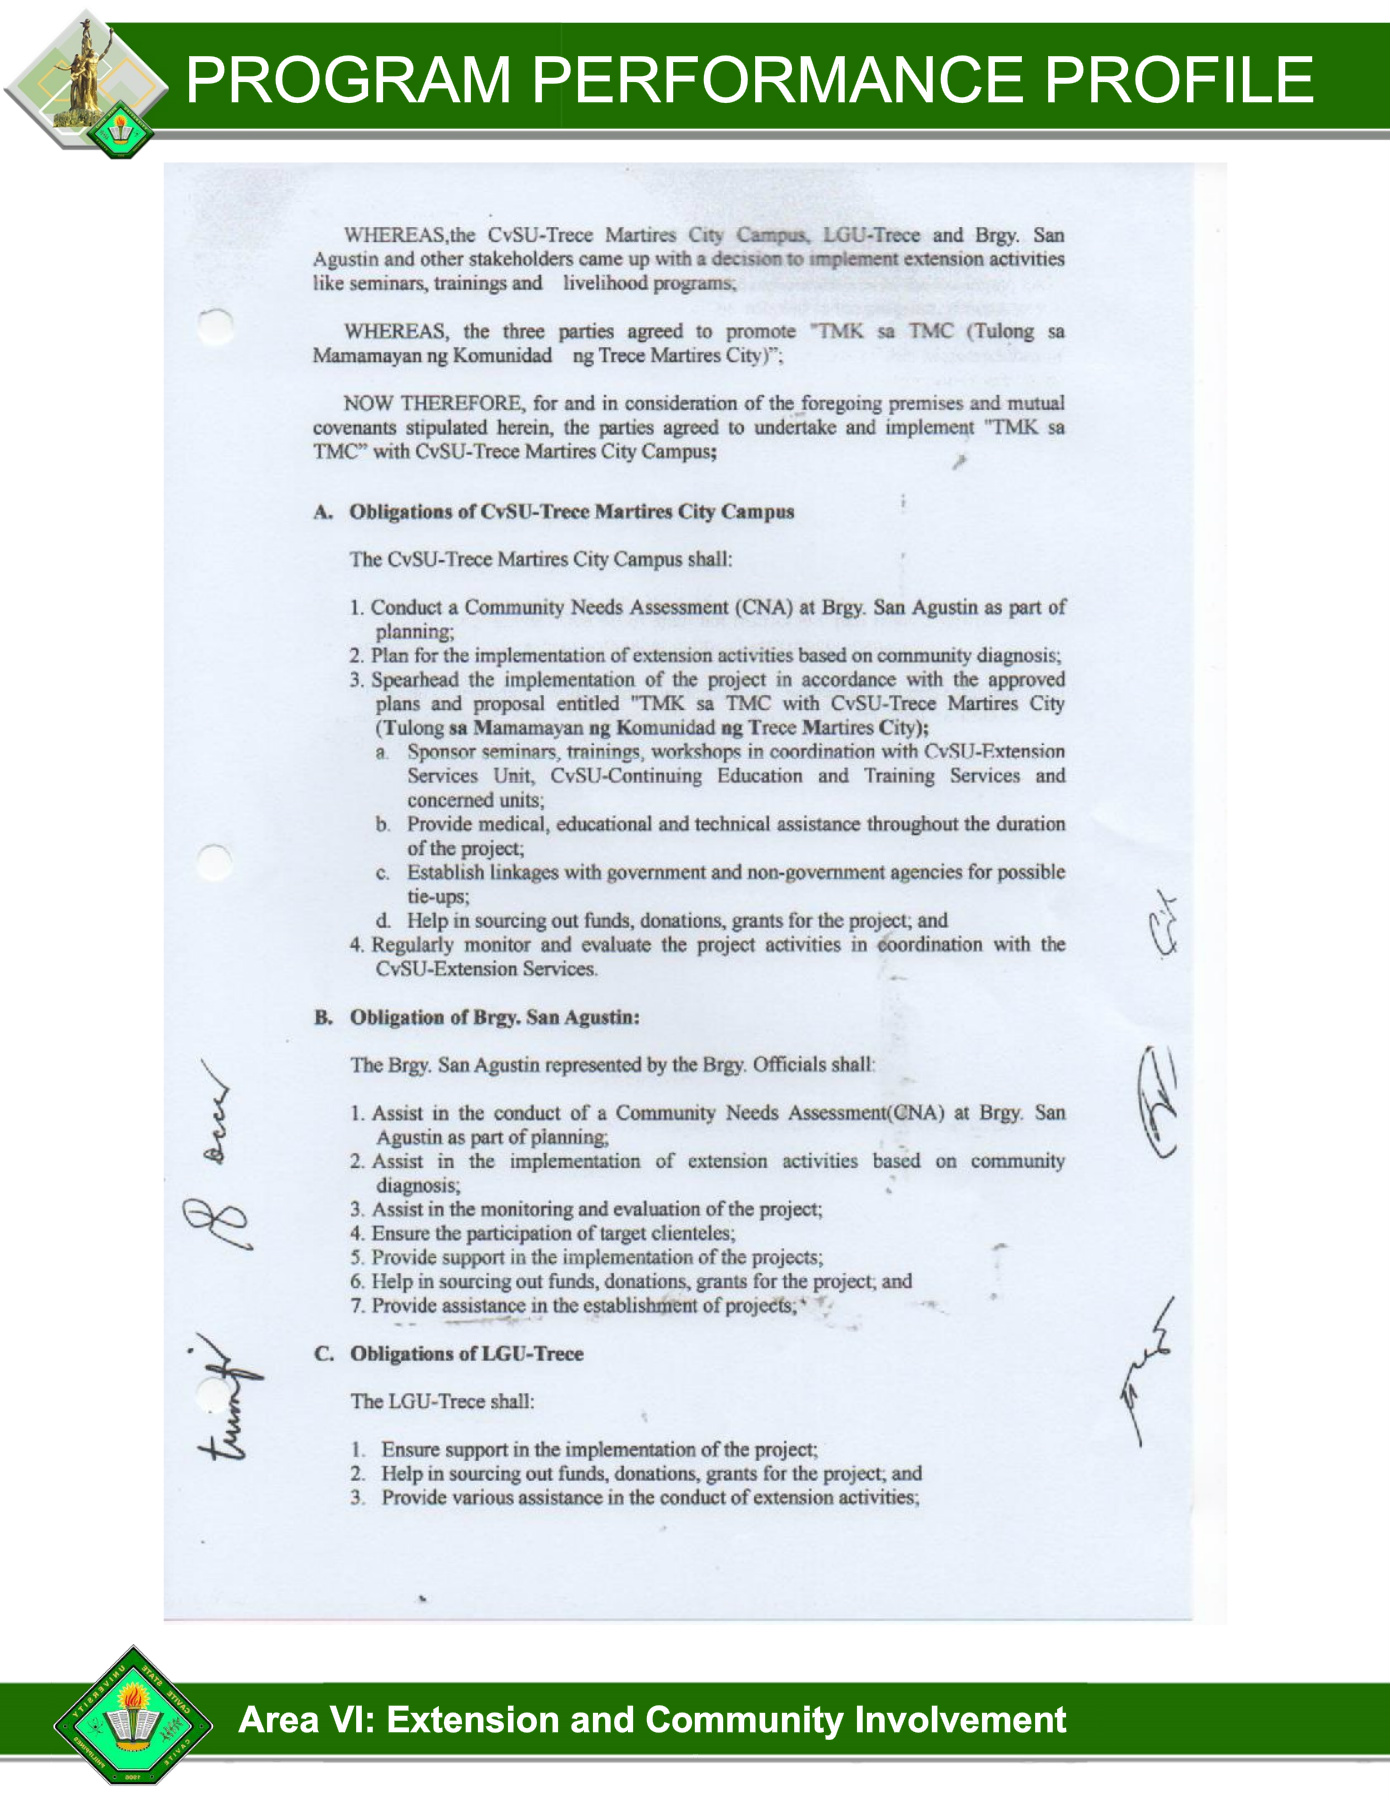 PROGRAM PERFORMANCE PROFILE
WHEREAS,the CvSU-Trece Martires City Campus, LGU-Trece and Brgy. San
Agustin and other stakeholders came up with a decision to implement extension activities
like seminars, trainings and livelihood programs;
WHEREAS, the three parties agreed to promote "TMK sa TMC (Tulong sa
Mamamayan ng Komunidad ng Trece Martires City)";
NOW THEREFORE, for and in consideration of the foregoing premises and mutual
covenants stipulated herein, the parties agreed to undertake and implement "TMK sa
TMC" with CvSU-Trece Martires City Campus;
A. Obligations of CvSU-Trece Martires City Campus
The CvSU-Trece Martires City Campus shall:
1. Conduct a Community Needs Assessment (CNA) at Brgy. San Agustin as part of
planning;
2. Plan for the implementation of extension activities based on community diagnosis;
3. Spearhead the implementation of the project in accordance with the approved
plans and proposal entitled "TMK sa TMC with CvSU-Trece Martires City
(Tulong sa Mamamayan ng Komunidad ng Trece Martires City);
a. Sponsor seminars, trainings, workshops in coordination with CvSU-Extension
Services Unit, CvSU-Continuing Education and Training Services and
concerned units;
b. Provide medical, educational and technical assistance throughout the duration
of the project;
c. Establish linkages with government and non-government agencies for possible
tie-ups;
d. Help in sourcing out funds, donations, grants for the project; and
4. Regularly monitor and evaluate the project activities in coordination with the
CvSU-Extension Services.
B. Obligation of Brgy. San Agustin:
The Brgy. San Agustin represented by the Brgy. Officials shall:
1. Assist in the conduct of a Community Needs Assessment(CNA) at Brgy. San
Agustin as part of planning;
2. Assist in the implementation of extension activities based on community
diagnosis;
3. Assist in the monitoring and evaluation of the project;
4. Ensure the participation of target clienteles;
5. Provide support in the implementation of the projects;
6. Help in sourcing out funds, donations, grants for the project; and
7. Provide assistance in the establishment of projects;
C. Obligations of LGU-Trece
The LGU-Trece shall:
1. Ensure support in the implementation of the project;
2. Help in sourcing out funds, donations, grants for the project; and
3. Provide various assistance in the conduct of extension activities;
CAVITE STATE UNIVERSITY
CAVITE
PHILIPPINES
Area VI: Extension and Community Involvement